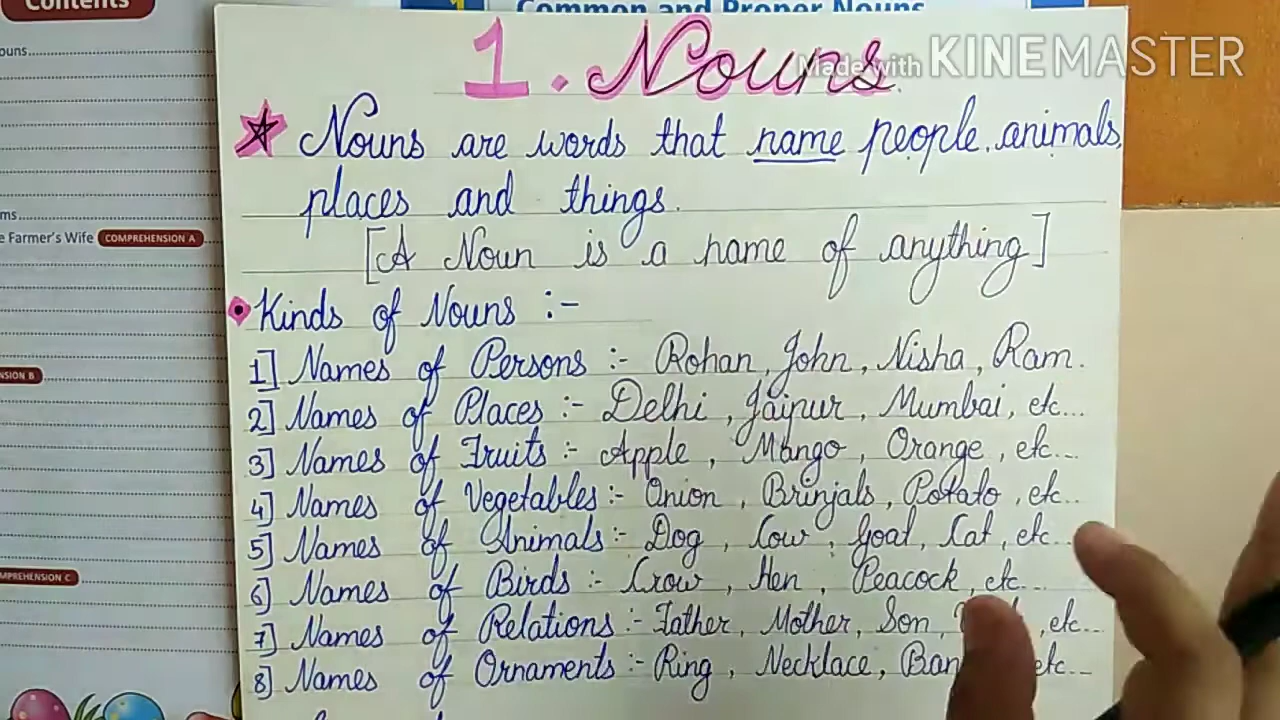 Contents
Common and Proper Nouns
Made with KINEMASTER
1. Nouns.
Nouns are words that name people, animals,
places and things.
[A Noun is a name of anything]
Kinds of Nouns :-
1] Names of Persons :- Rohan, John, Nisha, Ram.
2] Names of Places :- Delhi, Jaipur, Mumbai, etc...
3] Names of Fruits :- Apple, Mango, Orange, etc...
4] Names of Vegetables :- Onion, Brinjals, Potato, etc...
5] Names of Animals :- Dog, Cow, Goat, Cat, etc...
6] Names of Birds :- Crow, Hen, Peacock, etc...
7] Names of Relations :- Father, Mother, Son, etc...
8] Names of Ornaments :- Ring, Necklace, etc...
e Farmer's Wife COMPREHENSION A
NSION B
MPREHENSION C